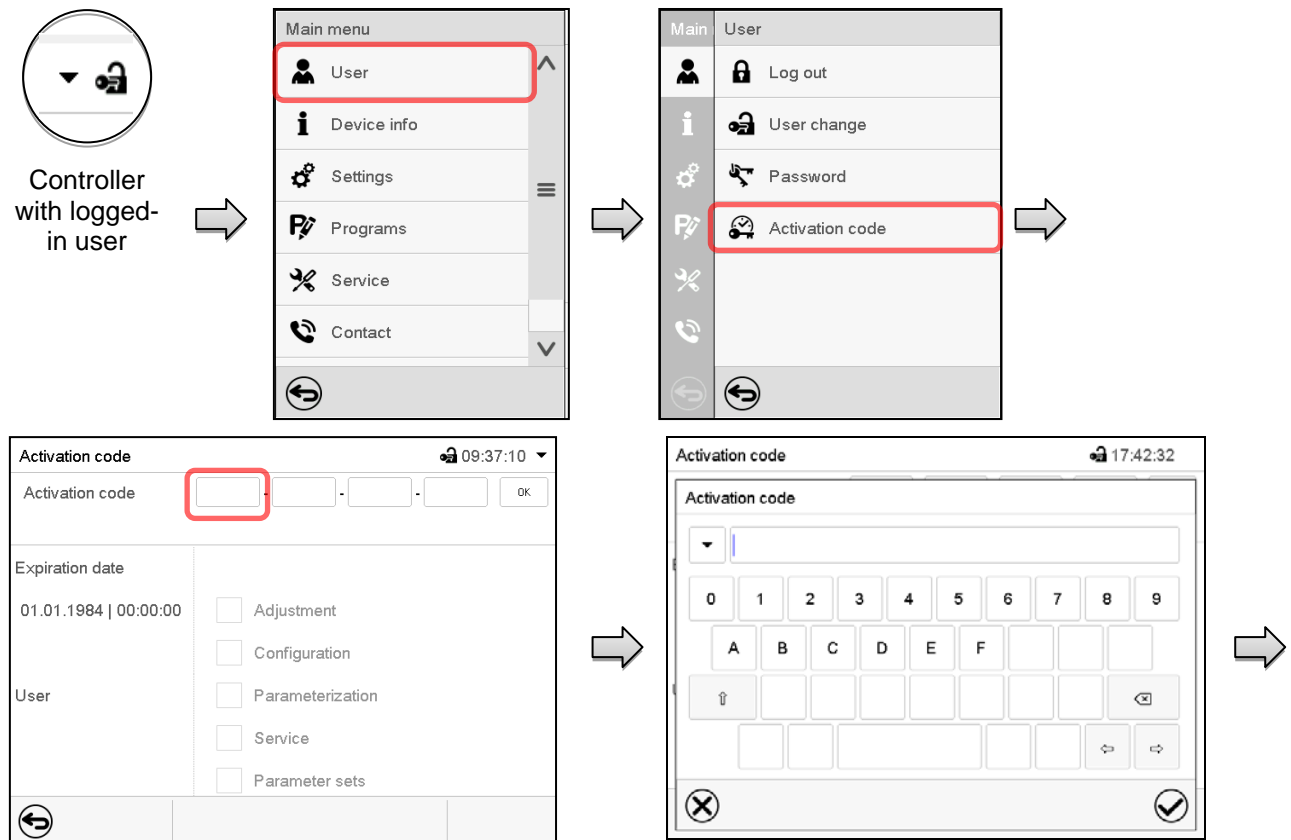 Controller
with logged-
in user
Main menu
User
Device info
Settings
Programs
Service
Contact
Main User
Log out
User change
Password
Activation code
Activation code 09:37:10
Activation code - - - OK
Expiration date
01.01.1984 | 00:00:00 Adjustment
Configuration
User Parameterization
Service
Parameter sets
Activation code 17:42:32
Activation code
0 1 2 3 4 5 6 7 8 9
A B C D E F